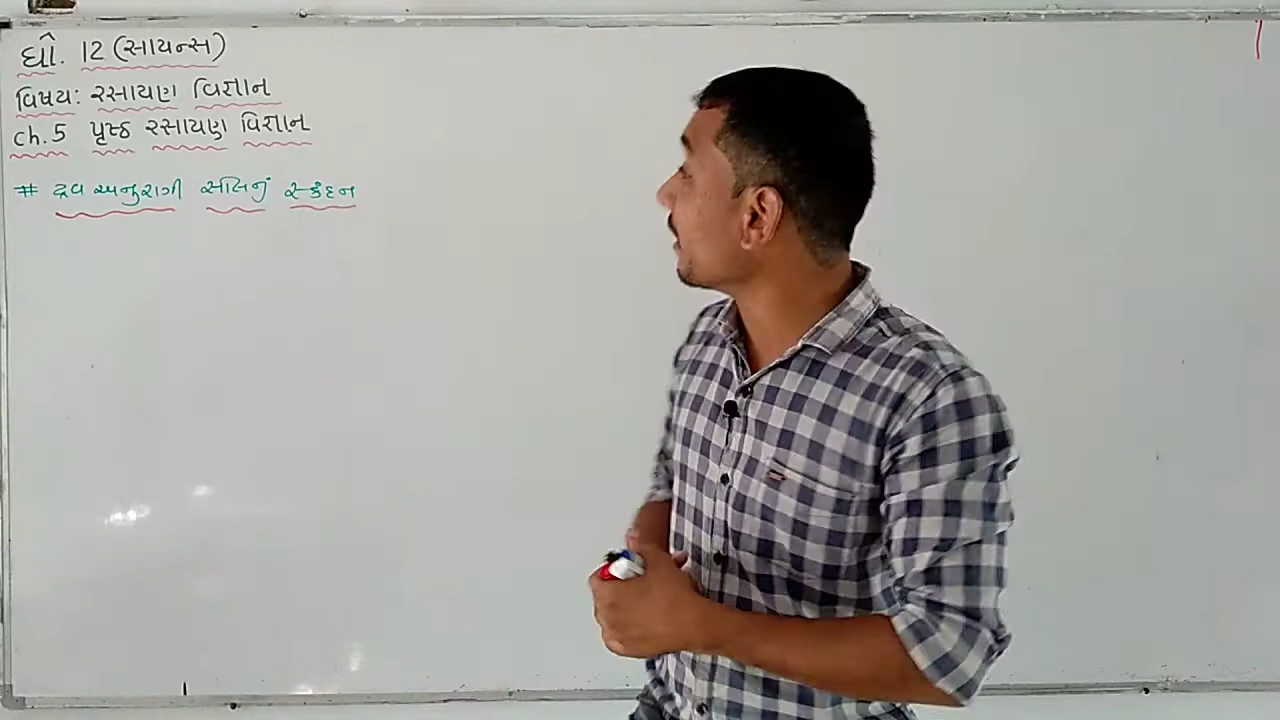 ધો. 12 (સાયન્સ)
વિષય: રસાયણ વિજ્ઞાન
ch.5 પૃષ્ઠ રસાયણ વિજ્ઞાન
# દ્રવ અનુરાગી સોલનું સ્કંદન